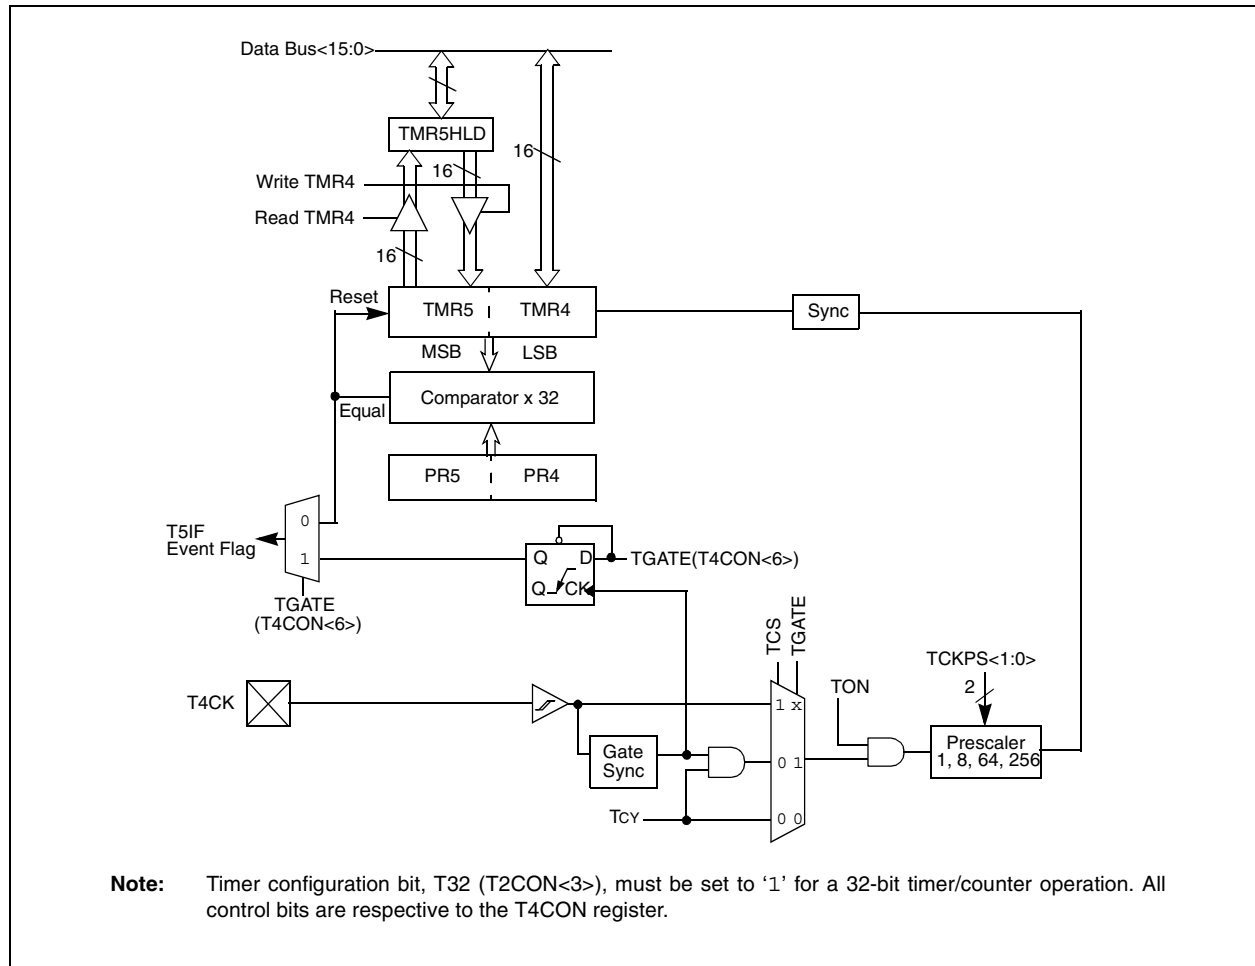 Data Bus<15:0>
TMR5HLD
16
16
Write TMR4
Read TMR4
16
Reset
TMR5
TMR4
Sync
MSB
LSB
Equal
Comparator x 32
PR5
PR4
0
T5IF
Event Flag
1
Q
D
TGATE(T4CON<6>)
Q
CK
TGATE
(T4CON<6>)
TCS
TGATE
TCKPS<1:0>
2
TON
T4CK
1 x
Gate
Sync
Prescaler
1, 8, 64, 256
0 1
TCY
0 0
Note: Timer configuration bit, T32 (T2CON<3>), must be set to ‘1’ for a 32-bit timer/counter operation. All
control bits are respective to the T4CON register.